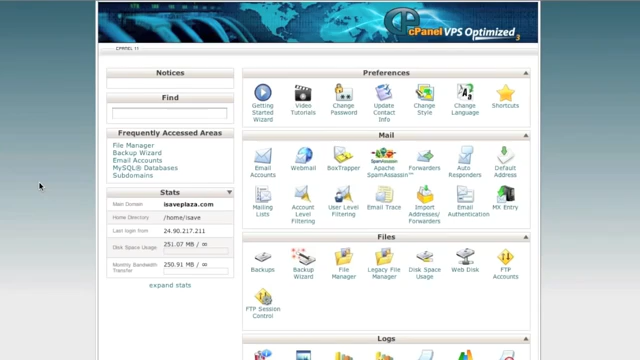 cPanel VPS Optimized 3
CPANEL 11
Notices
Find
Frequently Accessed Areas
File Manager
Backup Wizard
Email Accounts
MySQL® Databases
Subdomains
Stats
Main Domain isaveplaza.com
Home Directory /home/isave
Last login from 24.90.217.211
Disk Space Usage 251.07 MB / ∞
Monthly Bandwidth Transfer 250.91 MB / ∞
expand stats
Preferences
Getting Started Wizard
Video Tutorials
Change Password
Update Contact Info
Change Style
Change Language
Shortcuts
Mail
Email Accounts
Webmail
BoxTrapper
Apache SpamAssassin™
Forwarders
Auto Responders
Default Address
Mailing Lists
Account Level Filtering
User Level Filtering
Email Trace
Import Addresses/ Forwarders
Email Authentication
MX Entry
Files
Backups
Backup Wizard
File Manager
Legacy File Manager
Disk Space Usage
Web Disk
FTP Accounts
FTP Session Control
Logs